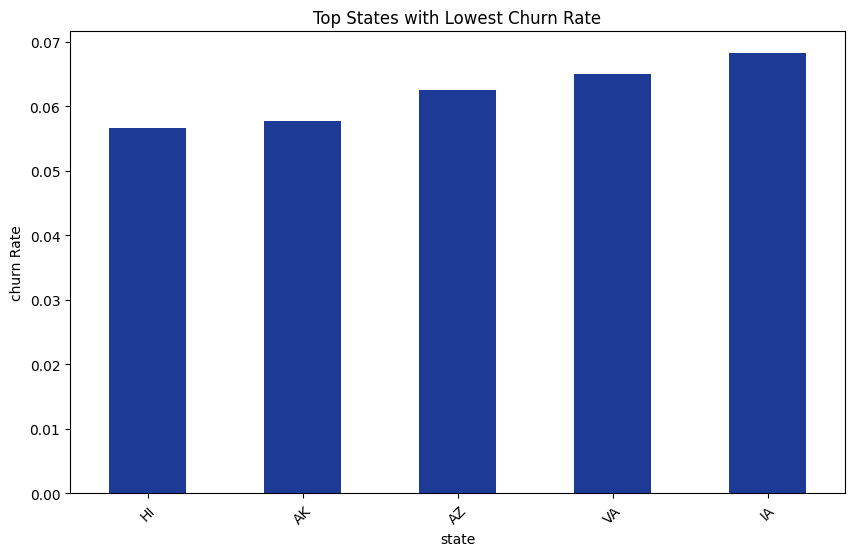 Top States with Lowest Churn Rate
churn Rate
0.07
0.06
0.05
0.04
0.03
0.02
0.01
0.00
HI
AK
AZ
VA
IA
state